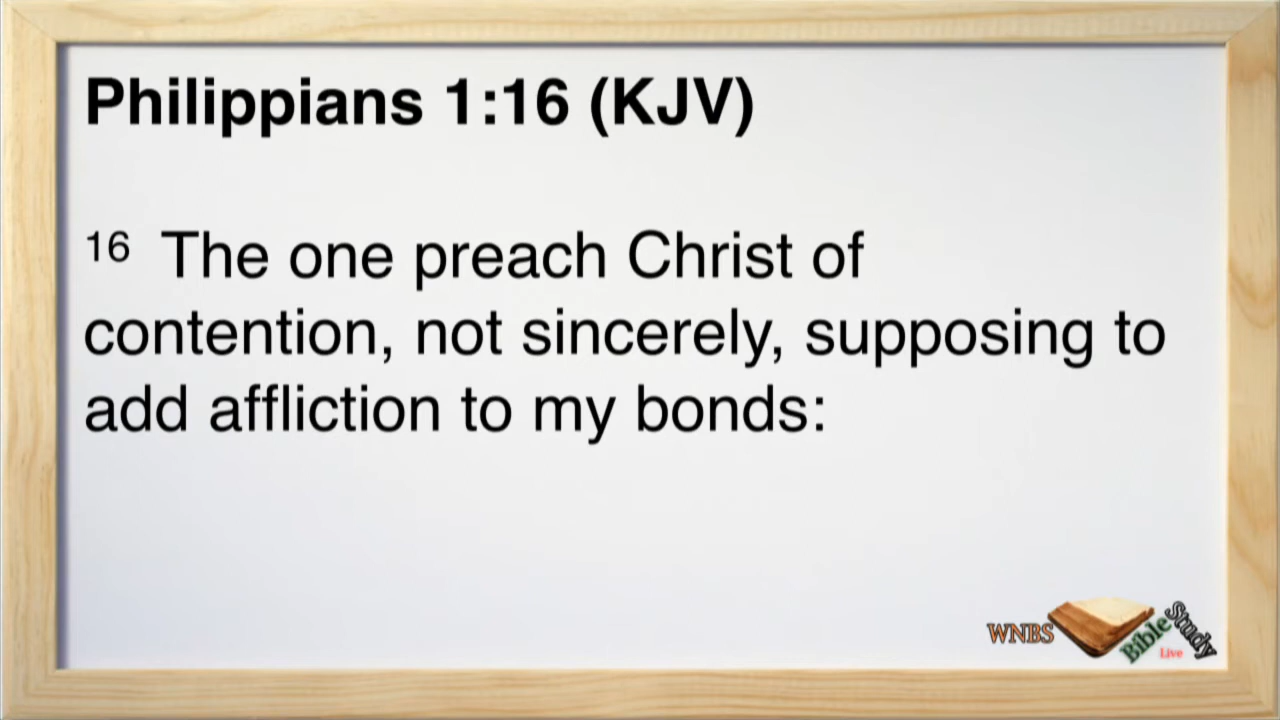 Philippians 1:16 (KJV)
16 The one preach Christ of
contention, not sincerely, supposing to
add affliction to my bonds:
WNBS Bible Study
Live